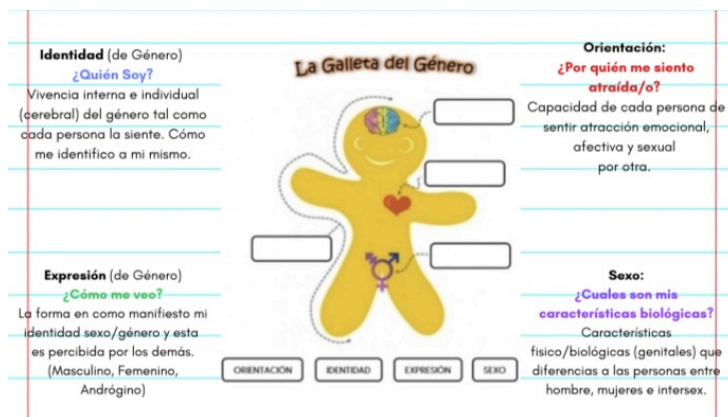 La Galleta del Género
Identidad (de Género)
¿Quién Soy?
Vivencia interna e individual
(cerebral) del género tal como
cada persona la siente. Cómo
me identifico a mi mismo.
Expresión (de Género)
¿Cómo me veo?
La forma en como manifiesto mi
identidad sexo/género y esta
es percibida por los demás.
(Masculino, Femenino,
Andrógino)
Orientación:
¿Por quién me siento
atraída/o?
Capacidad de cada persona de
sentir atracción emocional,
afectiva y sexual
por otra.
Sexo:
¿Cuales son mis
características biológicas?
Características
fisico/biológicas (genitales) que
diferencias a las personas entre
hombre, mujeres e intersex.
ORIENTACIÓN
IDENTIDAD
EXPRESIÓN
SEXO